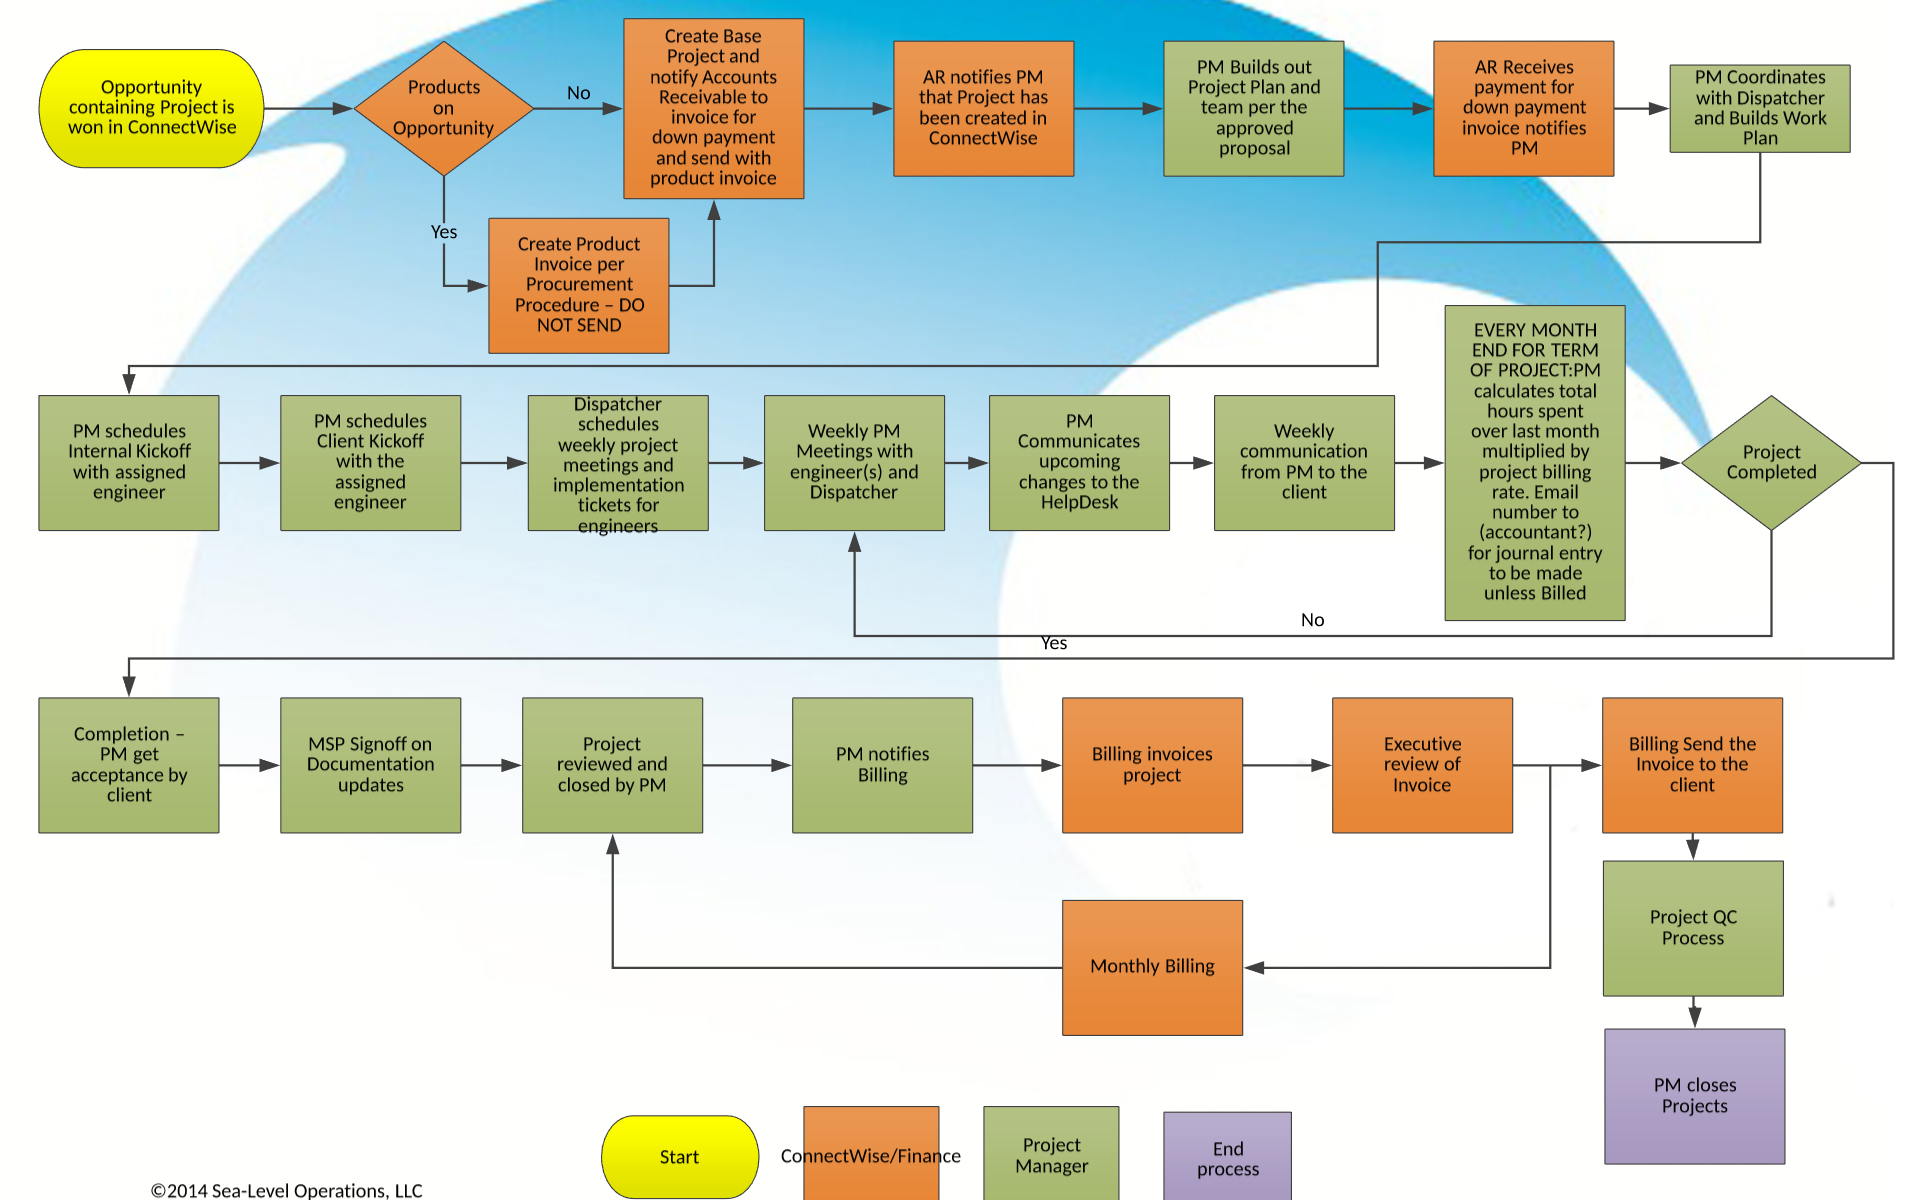 Opportunity
containing Project is
won in ConnectWise
Products
on
Opportunity
No
Create Base
Project and
notify Accounts
Receivable to
invoice for
down payment
and send with
product invoice
AR notifies PM
that Project has
been created in
ConnectWise
PM Builds out
Project Plan and
team per the
approved
proposal
AR Receives
payment for
down payment
invoice notifies
PM
PM Coordinates
with Dispatcher
and Builds Work
Plan
Yes
Create Product
Invoice per
Procurement
Procedure – DO
NOT SEND
PM schedules
Internal Kickoff
with assigned
engineer
PM schedules
Client Kickoff
with the
assigned
engineer
Dispatcher
schedules
weekly project
meetings and
implementation
tickets for
engineers
Weekly PM
Meetings with
engineer(s) and
Dispatcher
PM
Communicates
upcoming
changes to the
HelpDesk
Weekly
communication
from PM to the
client
EVERY MONTH
END FOR TERM
OF PROJECT:PM
calculates total
hours spent
over last month
multiplied by
project billing
rate. Email
number to
(accountant?)
for journal entry
to be made
unless Billed
Project
Completed
No
Yes
Completion –
PM get
acceptance by
client
MSP Signoff on
Documentation
updates
Project
reviewed and
closed by PM
PM notifies
Billing
Billing invoices
project
Executive
review of
Invoice
Billing Send the
Invoice to the
client
Monthly Billing
Project QC
Process
PM closes
Projects
Start
ConnectWise/Finance
Project
Manager
End
process
©2014 Sea-Level Operations, LLC